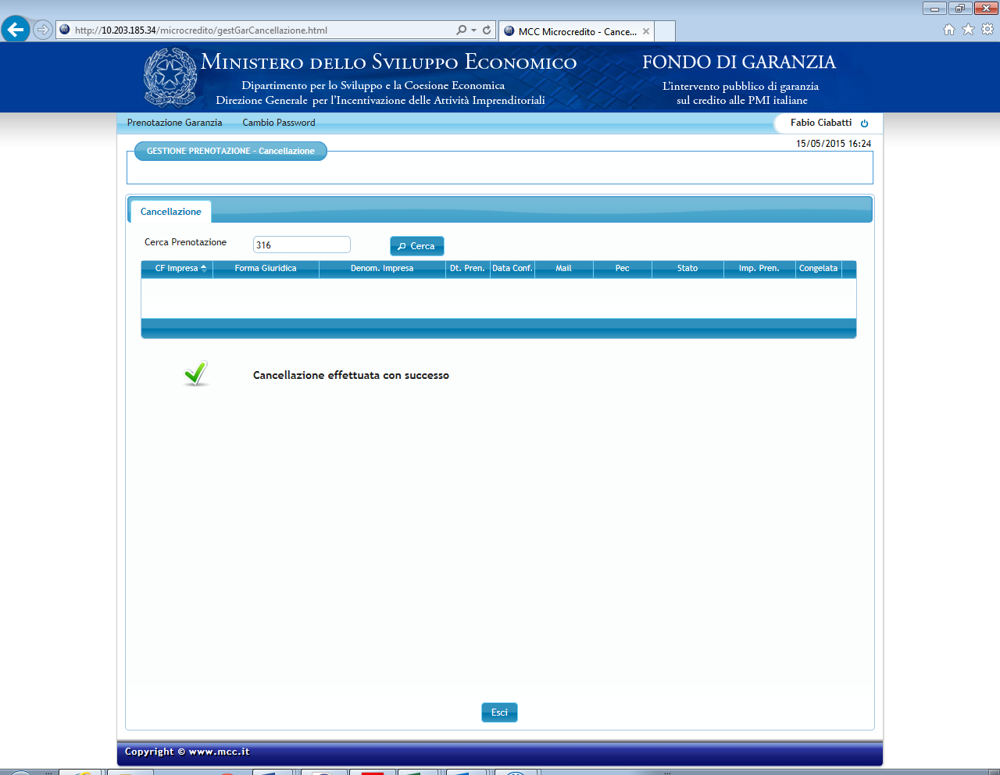 http://10.203.185.34/microcredito/gestGarCancellazione.html
MCC Microcredito - Cance...
MINISTERO DELLO SVILUPPO ECONOMICO
Dipartimento per lo Sviluppo e la Coesione Economica
Direzione Generale per l'Incentivazione delle Attività Imprenditoriali
FONDO DI GARANZIA
L'intervento pubblico di garanzia
sul credito alle PMI italiane
Prenotazione Garanzia Cambio Password Fabio Ciabatti
15/05/2015 16:24
GESTIONE PRENOTAZIONE - Cancellazione
Cancellazione
Cerca Prenotazione 316 Cerca
CF Impresa Forma Giuridica Denom. Impresa Dt. Pren. Data Conf. Mail Pec Stato Imp. Pren. Congelata
Cancellazione effettuata con successo
Esci
Copyright © www.mcc.it